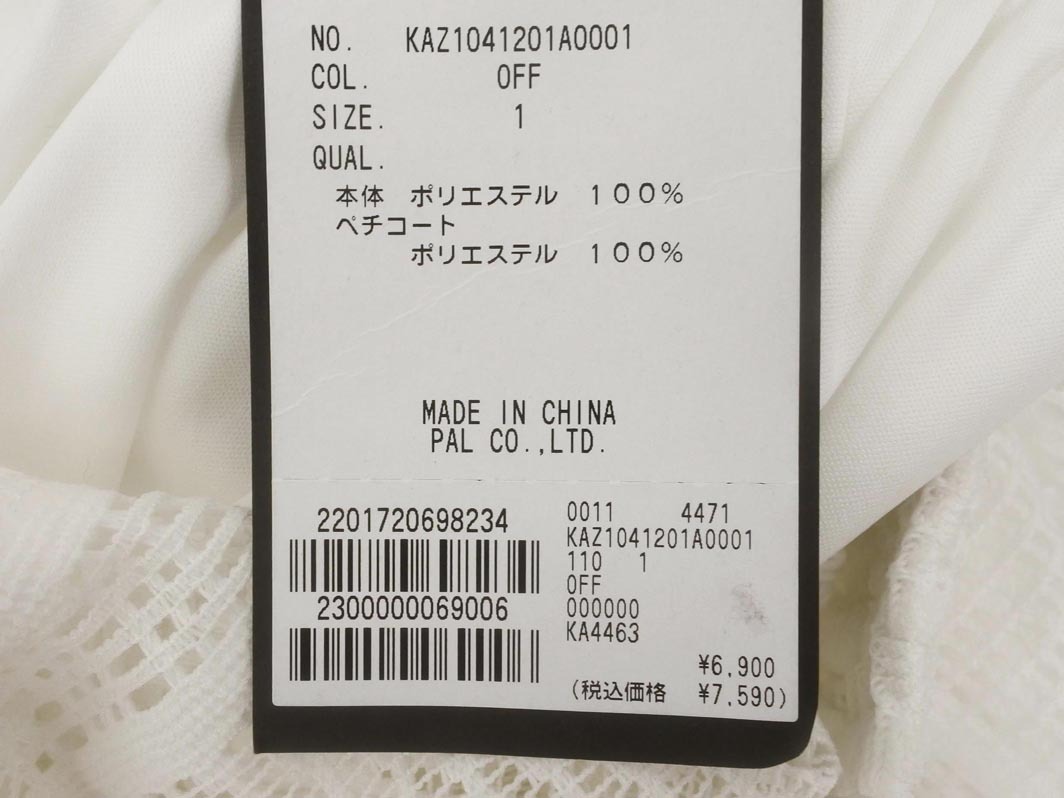 NO. KAZ1041201A0001
COL. OFF
SIZE. 1
QUAL.
本体 ポリエステル 100%
ペチコート
ポリエステル 100%
MADE IN CHINA
PAL CO.,LTD.
2201720698234
2300000069006
0011 4471
KAZ1041201A0001
110 1
OFF
000000
KA4463
¥6,900
(税込価格 ¥7,590)